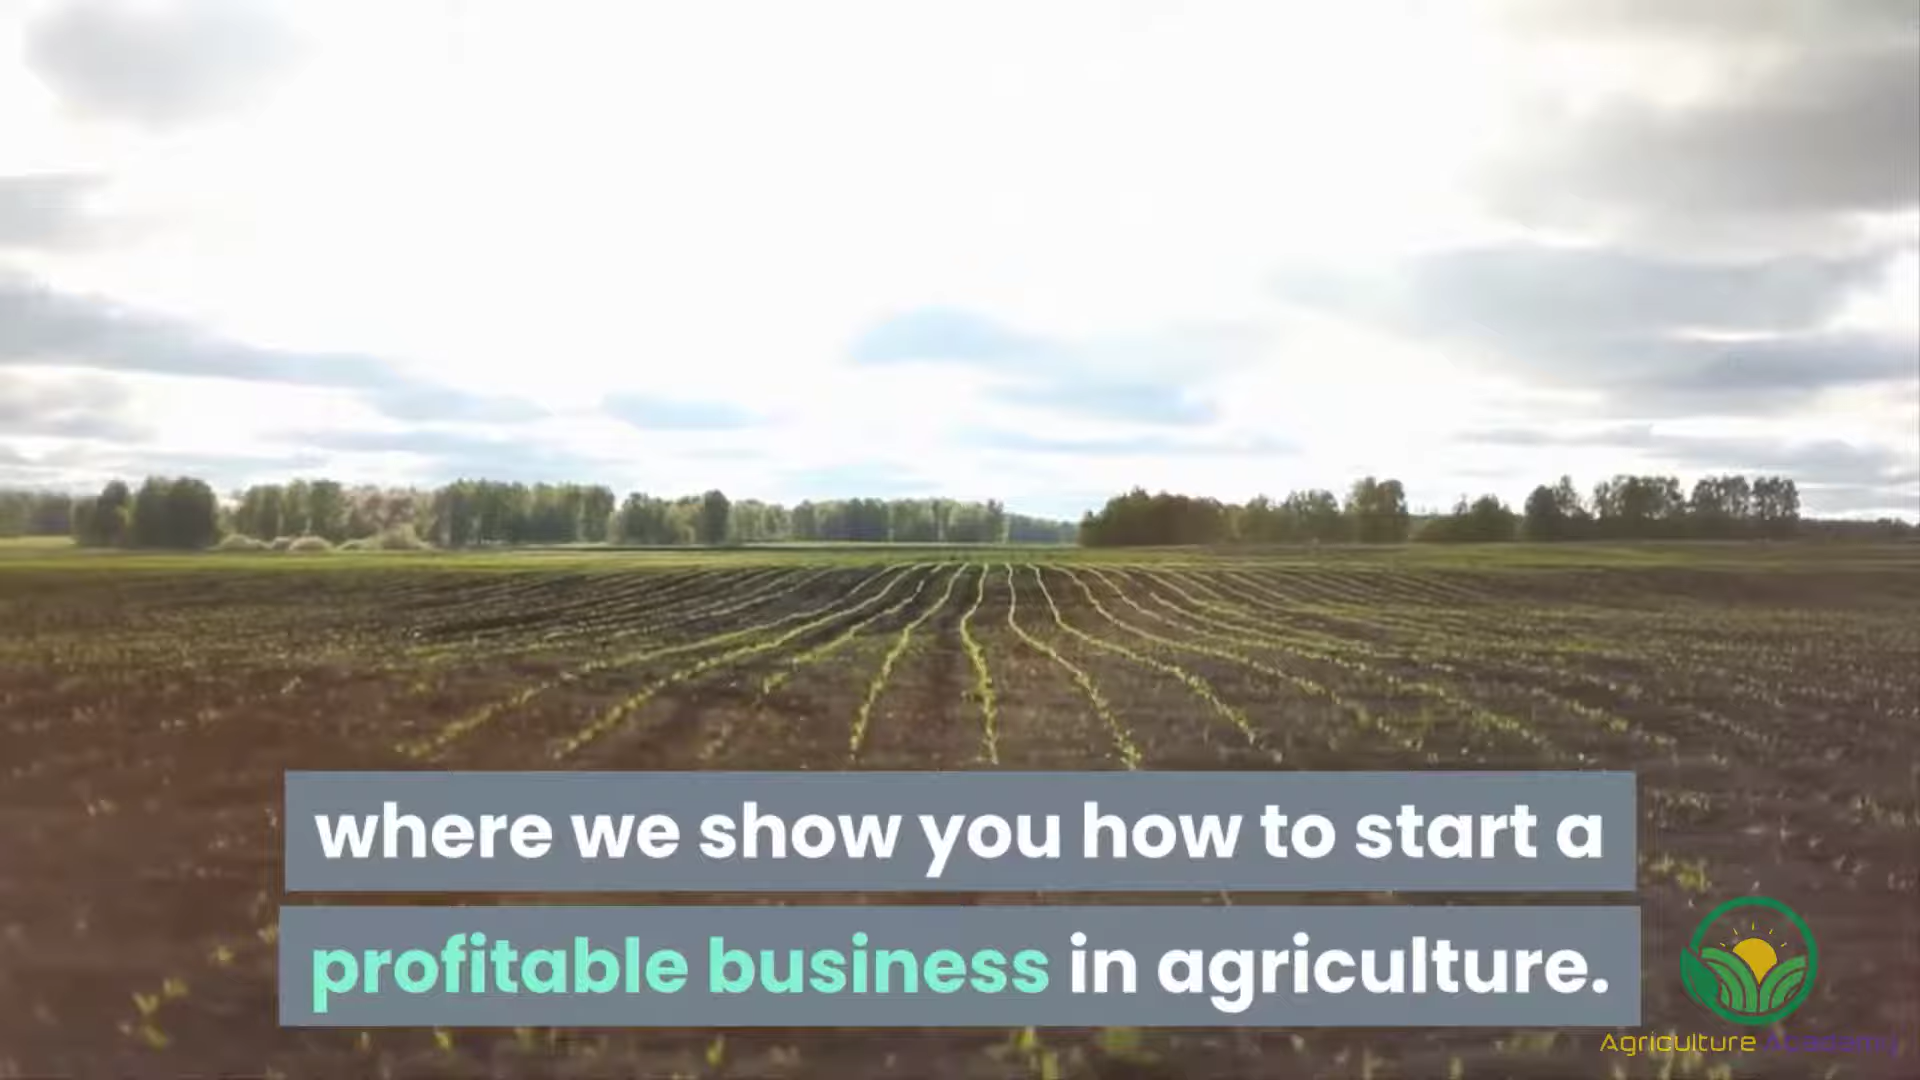 where we show you how to start a
profitable business in agriculture.
Agriculture Academy